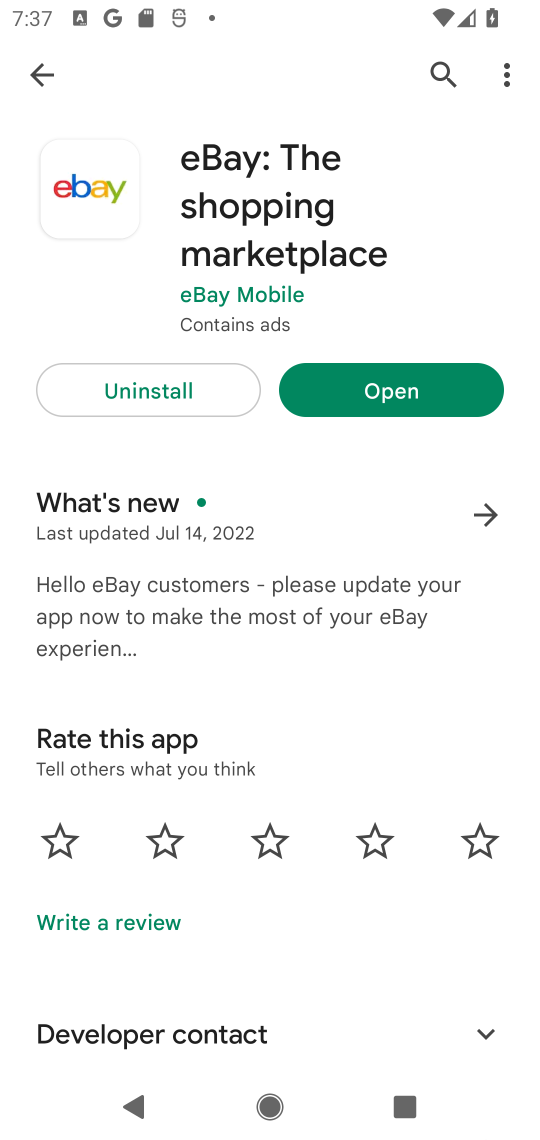 7:37
ebay
eBay: The
shopping
marketplace
eBay Mobile
Contains ads
Uninstall
Open
What's new
Last updated Jul 14, 2022
Hello eBay customers - please update your
app now to make the most of your eBay
experien...
Rate this app
Tell others what you think
Write a review
Developer contact